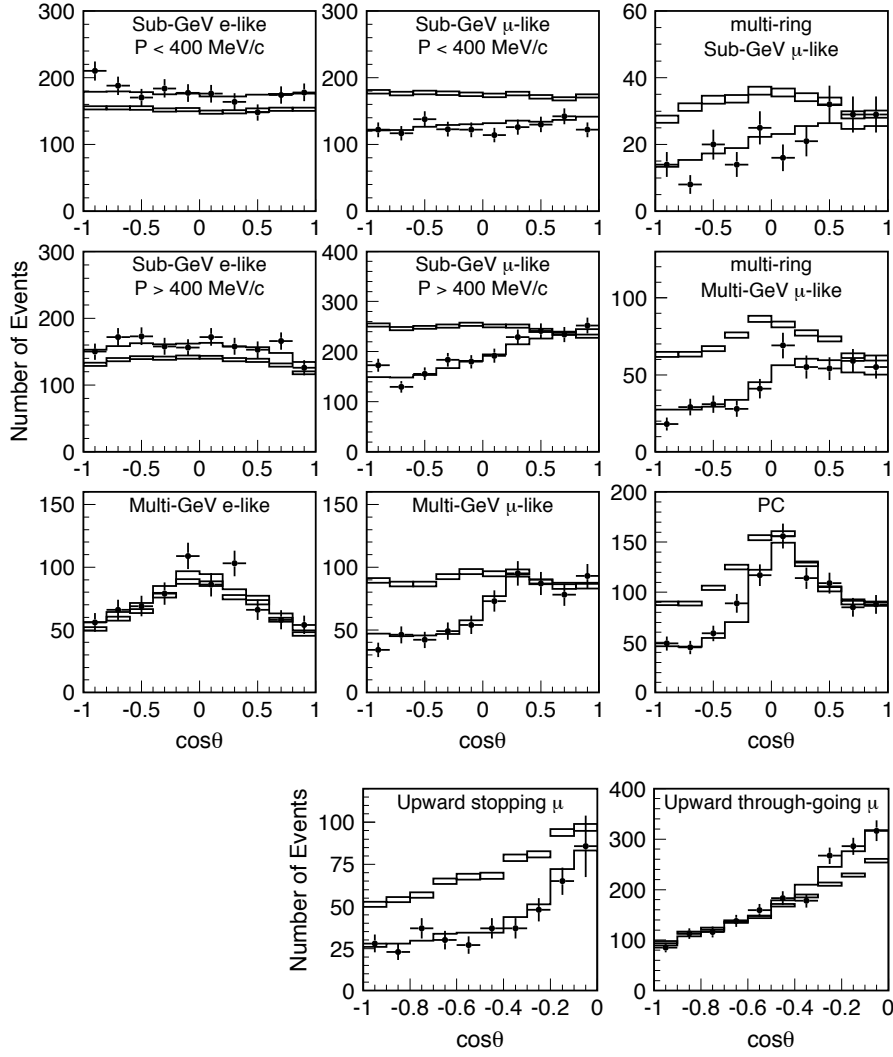 Sub-GeV e-like
P < 400 MeV/c
300
200
100
0
-1 -0.5 0 0.5 1
Sub-GeV μ-like
P < 400 MeV/c
300
200
100
0
-1 -0.5 0 0.5 1
multi-ring
Sub-GeV μ-like
60
40
20
0
-1 -0.5 0 0.5 1
Number of Events
Sub-GeV e-like
P > 400 MeV/c
300
200
100
0
-1 -0.5 0 0.5 1
Sub-GeV μ-like
P > 400 MeV/c
400
300
200
100
0
-1 -0.5 0 0.5 1
multi-ring
Multi-GeV μ-like
100
50
0
-1 -0.5 0 0.5 1
Multi-GeV e-like
150
100
50
0
-1 -0.5 0 0.5 1
cosθ
Multi-GeV μ-like
150
100
50
0
-1 -0.5 0 0.5 1
cosθ
PC
200
150
100
50
0
-1 -0.5 0 0.5 1
cosθ
Number of Events
Upward stopping μ
100
75
50
25
0
-1 -0.8 -0.6 -0.4 -0.2 0
cosθ
Upward through-going μ
400
300
200
100
0
-1 -0.8 -0.6 -0.4 -0.2 0
cosθ